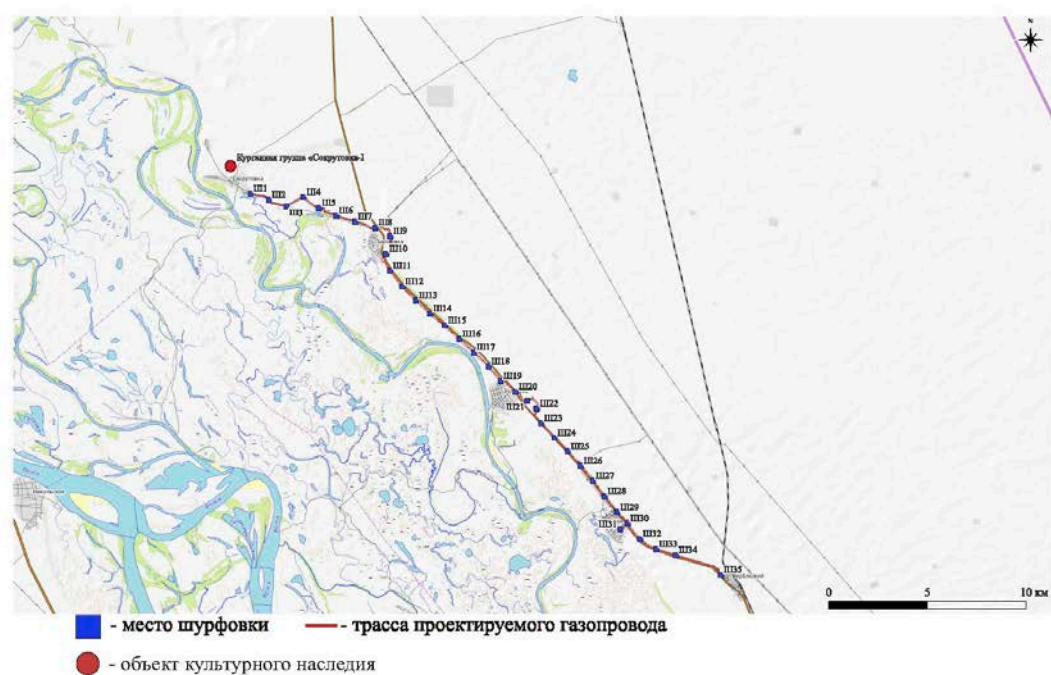 N
Курганная группа «Сокрутовка-1
Сокрутовка
Ш1
Ш2
Ш3
Ш4
Ш5
Ш6
Ш7
Ш8
Ш9
Ш10
Ш11
Ш12
Ш13
Ш14
Ш15
Ш16
Ш17
Ш18
Ш19
Ш20
Ш21
Ш22
Ш23
Ш24
Ш25
Ш26
Ш27
Ш28
Ш29
Ш30
Ш31
Ш32
Ш33
Ш34
Ш35
Никольское
0 5 10 км
- место шурфовки - трасса проектируемого газопровода
- объект культурного наследия